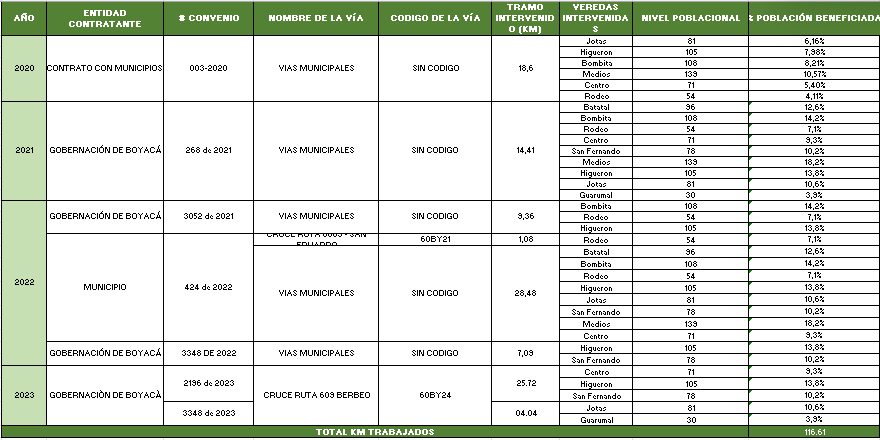 AÑO ENTIDAD CONTRATANTE # CONVENIO NOMBRE DE LA VÍA CODIGO DE LA VÍA TRAMO INTERVENIDO (KM) VEREDAS INTERVENIDAS NIVEL POBLACIONAL % POBLACIÓN BENEFICIADA
2020 CONTRATO CON MUNICIPIOS 003-2020 VIAS MUNICIPALES SIN CODIGO 18,6
Jotas 81 6,16%
Higueron 105 7,98%
Bombita 108 8,21%
Medios 139 10,57%
Centro 71 5,40%
Rodeo 54 4,11%
2021 GOBERNACIÓN DE BOYACÁ 268 de 2021 VIAS MUNICIPALES SIN CODIGO 14,41
Batatal 96 12,6%
Bombita 108 14,2%
Rodeo 54 7,1%
Centro 71 9,3%
San Fernando 78 10,2%
Medios 139 18,2%
Higueron 105 13,8%
Jotas 81 10,6%
Guarumal 30 3,9%
2022 GOBERNACIÓN DE BOYACÁ 3052 de 2021 VIAS MUNICIPALES SIN CODIGO 9,36
Bombita 108 14,2%
Rodeo 54 7,1%
Higueron 105 13,8%
MUNICIPIO 424 de 2022
CRUCE RUTA - SAN EDUARDO 60BY21 1,08 Rodeo 54 7,1%
VIAS MUNICIPALES SIN CODIGO 28,48
Batatal 96 12,6%
Bombita 108 14,2%
Rodeo 54 7,1%
Higueron 105 13,8%
Jotas 81 10,6%
San Fernando 78 10,2%
Medios 139 18,2%
Centro 71 9,3%
GOBERNACIÓN DE BOYACÁ 3348 DE 2022 VIAS MUNICIPALES SIN CODIGO 7,09
Higueron 105 13,8%
San Fernando 78 10,2%
2023 GOBERNACIÒN DE BOYACÀ 2196 de 2023 CRUCE RUTA 609 BERBEO 60BY24 25.72
Centro 71 9,3%
Higueron 105 13,8%
San Fernando 78 10,2%
3348 de 2023 04.04
Jotas 81 10,6%
Guarumal 30 3,9%
TOTAL KM TRABAJADOS 116.61